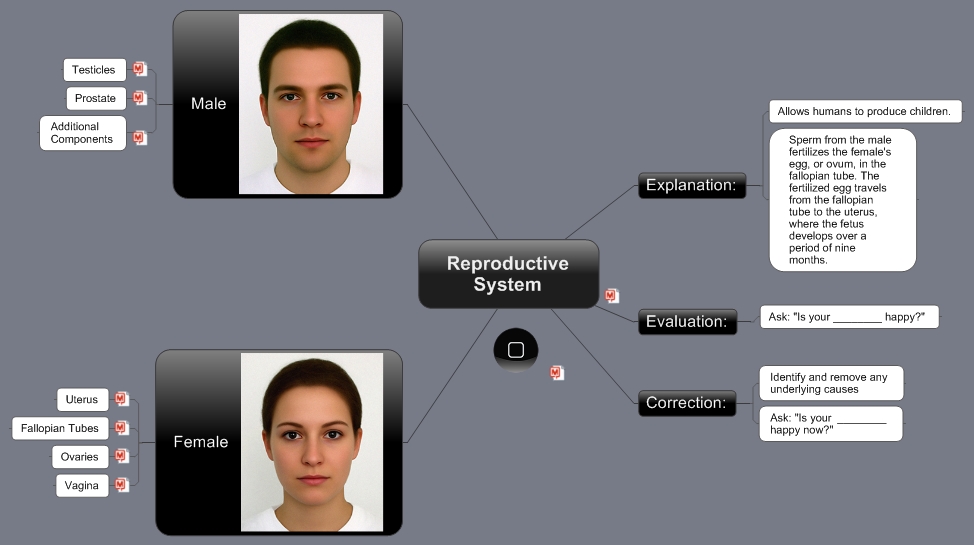 Testicles
Prostate
Additional
Components
Male
Uterus
Fallopian Tubes
Ovaries
Vagina
Female
Reproductive
System
Explanation:
Allows humans to produce children.
Sperm from the male
fertilizes the female's
egg, or ovum, in the
fallopian tube. The
fertilized egg travels
from the fallopian
tube to the uterus,
where the fetus
develops over a
period of nine
months.
Evaluation:
Ask: "Is your ________ happy?"
Correction:
Identify and remove any
underlying causes
Ask: "Is your ________
happy now?"